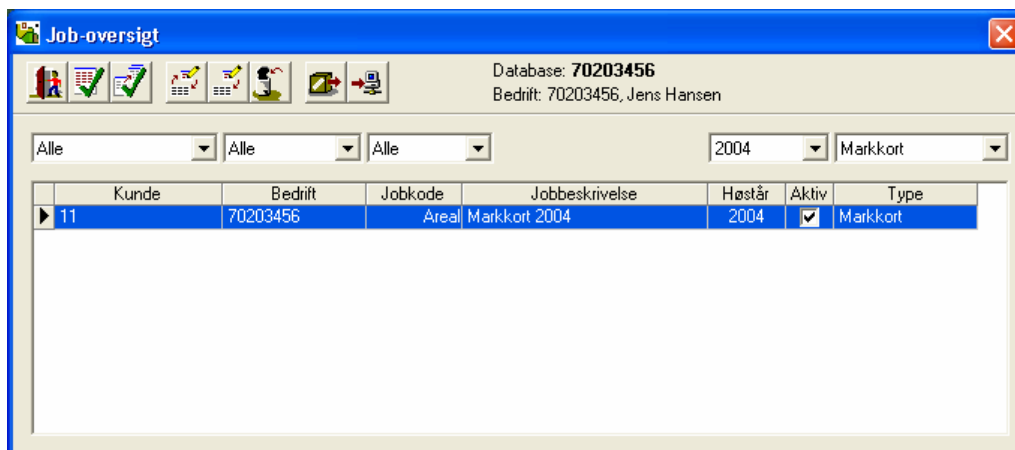 Job-oversigt
Database: 70203456
Bedrift: 70203456, Jens Hansen
Alle Alle Alle 2004 Markkort
Kunde Bedrift Jobkode Jobbeskrivelse Høstår Aktiv Type
11 70203456 Areal Markkort 2004 2004 Markkort